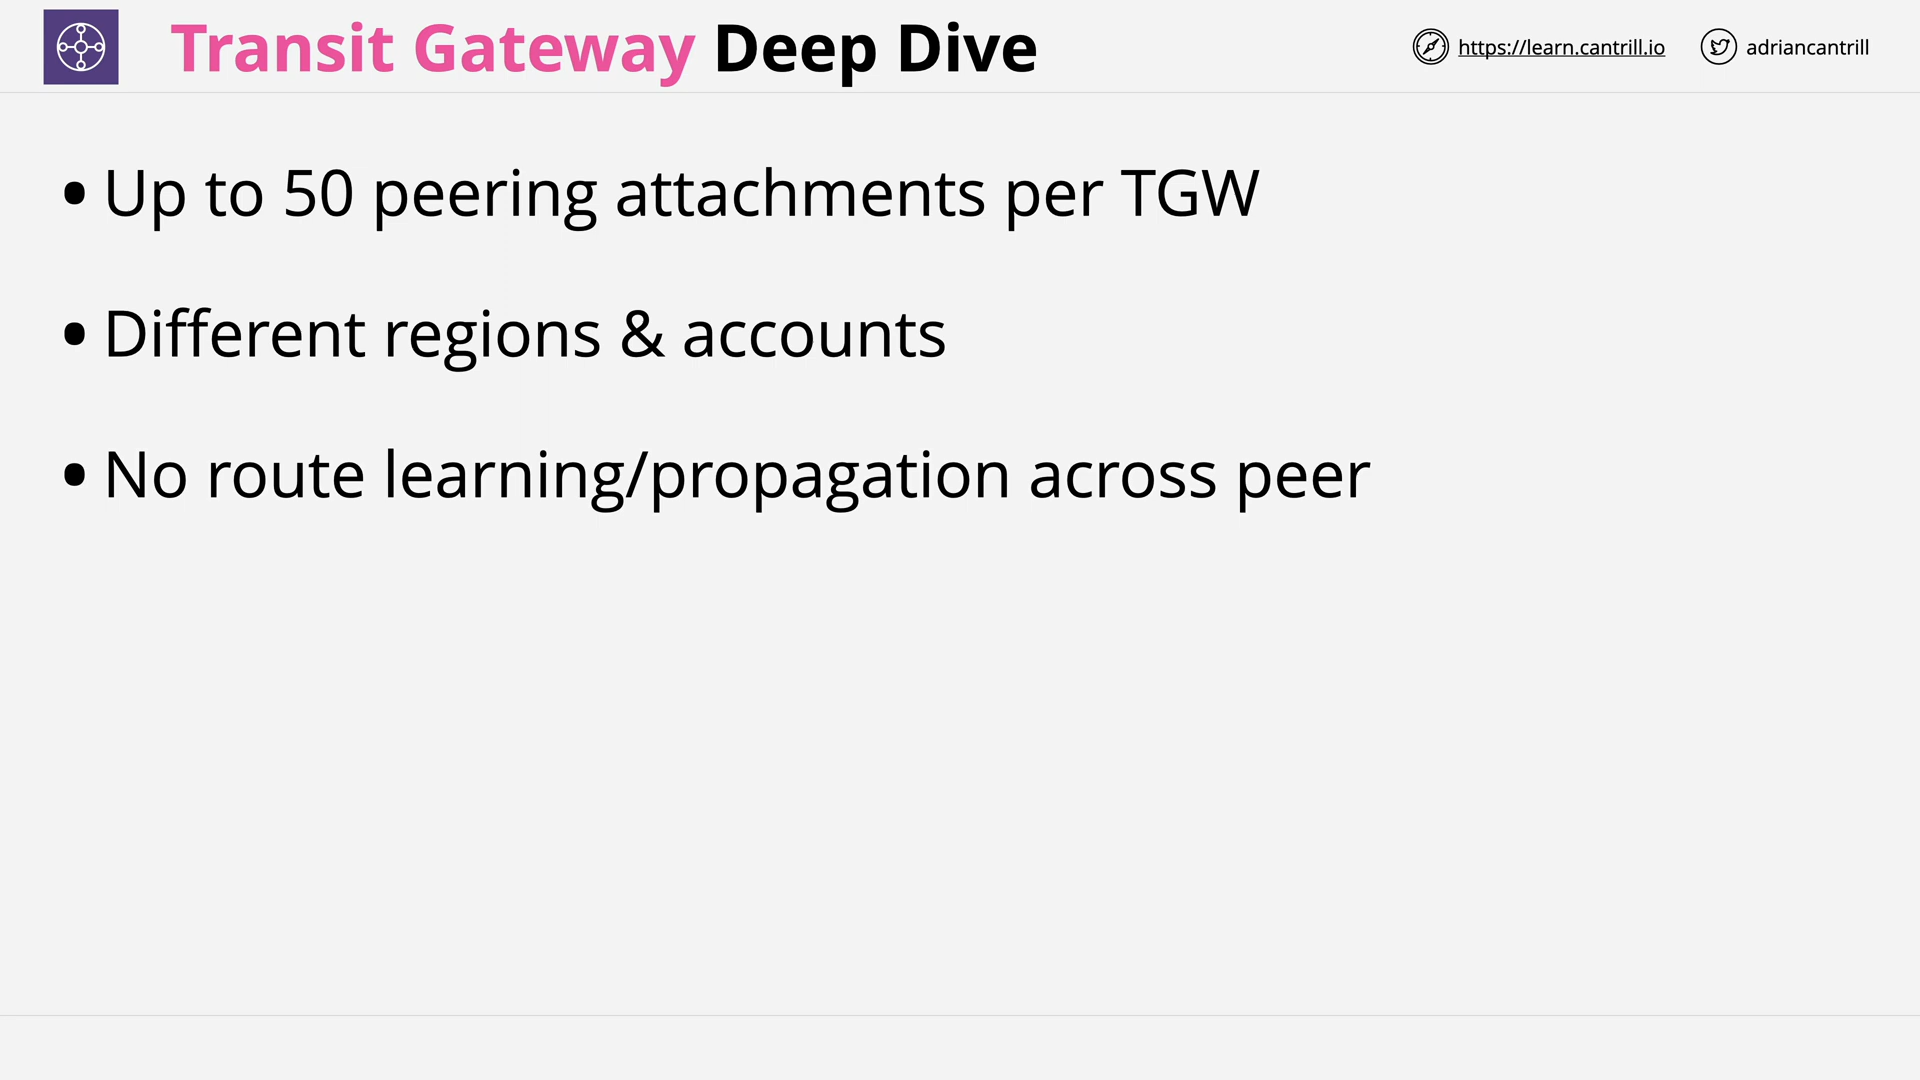 Transit Gateway Deep Dive
https://learn.cantrill.io
adriancantrill
• Up to 50 peering attachments per TGW
• Different regions & accounts
• No route learning/propagation across peer